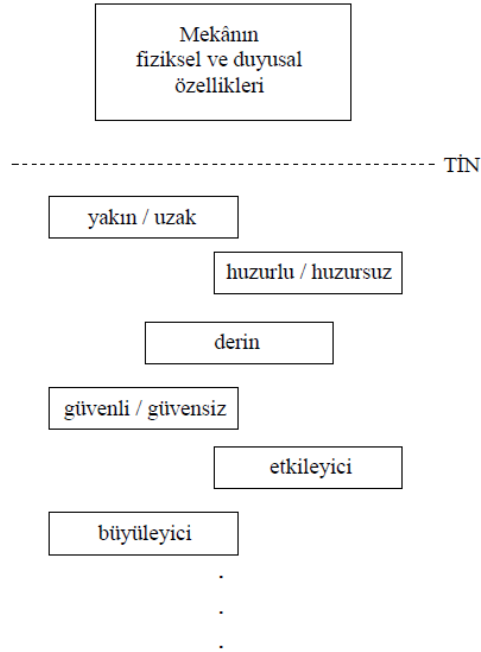 Mekânın
fiziksel ve duyusal
özellikleri
TİN
yakın / uzak
huzurlu / huzursuz
derin
güvenli / güvensiz
etkileyici
büyüleyici
.
.
.